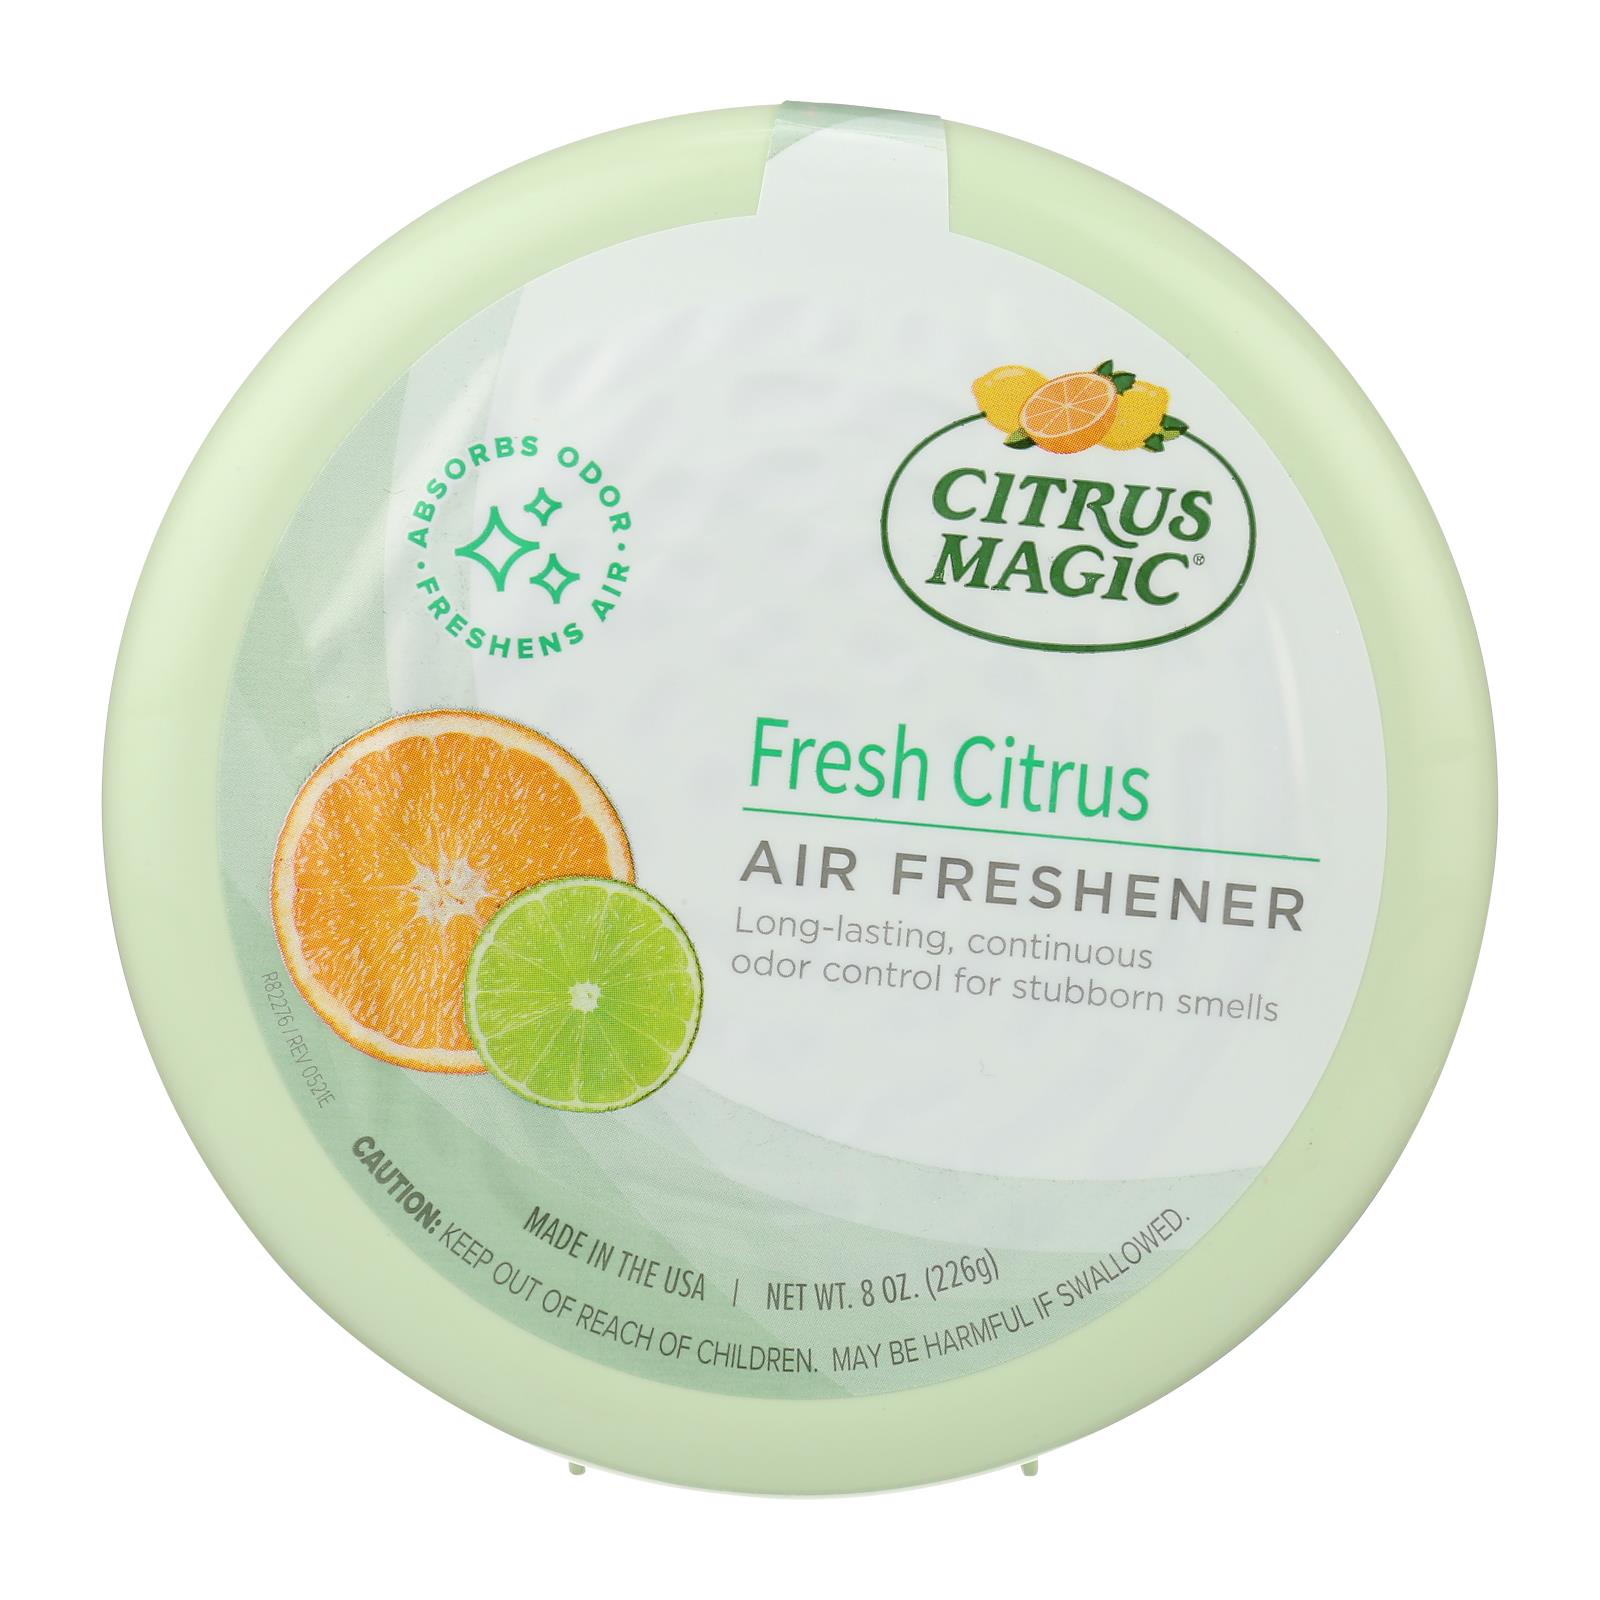 · ABSORBS ODOR ·
FRESHENS AIR
CITRUS
MAGIC®
Fresh Citrus
AIR FRESHENER
Long-lasting, continuous
odor control for stubborn smells
R82276 / REV 0521E
MADE IN THE USA | NET WT. 8 OZ. (226g)
CAUTION: KEEP OUT OF REACH OF CHILDREN. MAY BE HARMFUL IF SWALLOWED.